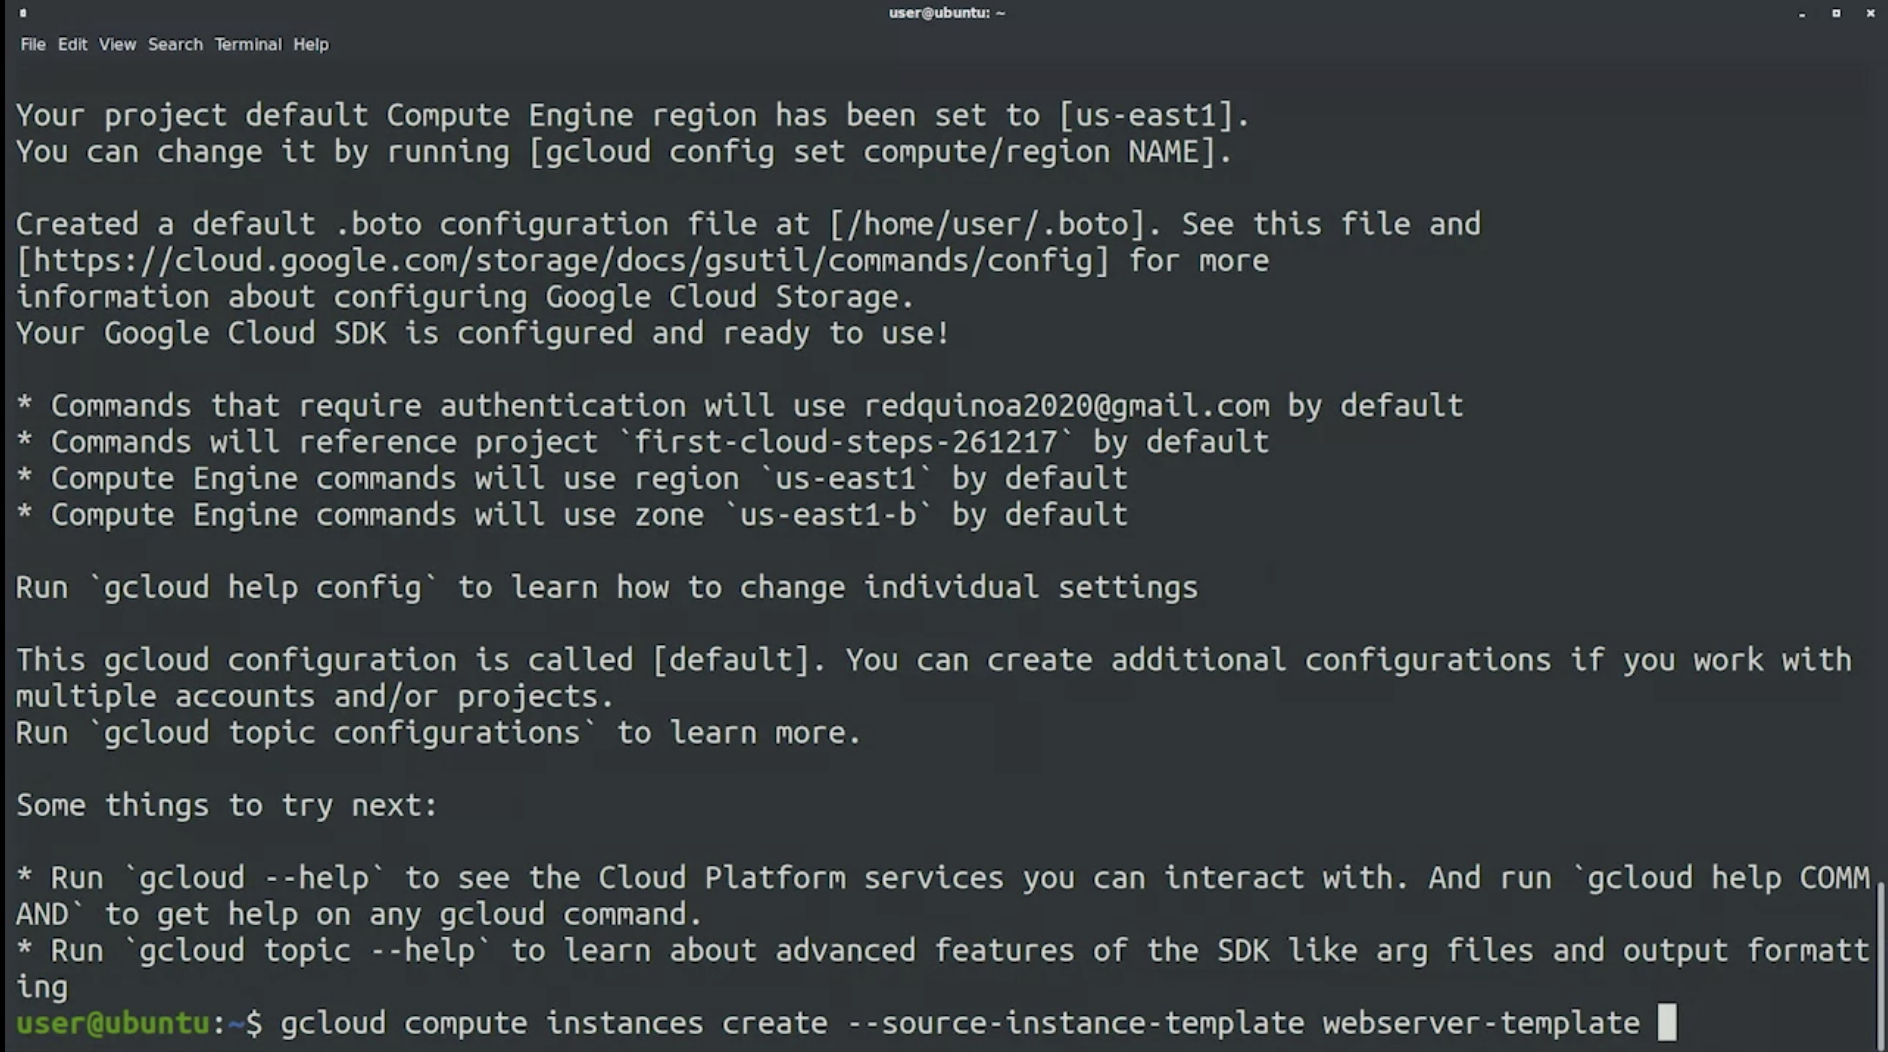 user@ubuntu: ~
File Edit View Search Terminal Help
Your project default Compute Engine region has been set to [us-east1].
You can change it by running [gcloud config set compute/region NAME].
Created a default .boto configuration file at [/home/user/.boto]. See this file and
[https://cloud.google.com/storage/docs/gsutil/commands/config] for more
information about configuring Google Cloud Storage.
Your Google Cloud SDK is configured and ready to use!
* Commands that require authentication will use redquinoa2020@gmail.com by default
* Commands will reference project `first-cloud-steps-261217` by default
* Compute Engine commands will use region `us-east1` by default
* Compute Engine commands will use zone `us-east1-b` by default
Run `gcloud help config` to learn how to change individual settings
This gcloud configuration is called [default]. You can create additional configurations if you work with
multiple accounts and/or projects.
Run `gcloud topic configurations` to learn more.
Some things to try next:
* Run `gcloud --help` to see the Cloud Platform services you can interact with. And run `gcloud help COMM
AND` to get help on any gcloud command.
* Run `gcloud topic --help` to learn about advanced features of the SDK like arg files and output formatt
ing
user@ubuntu:~$ gcloud compute instances create --source-instance-template webserver-template